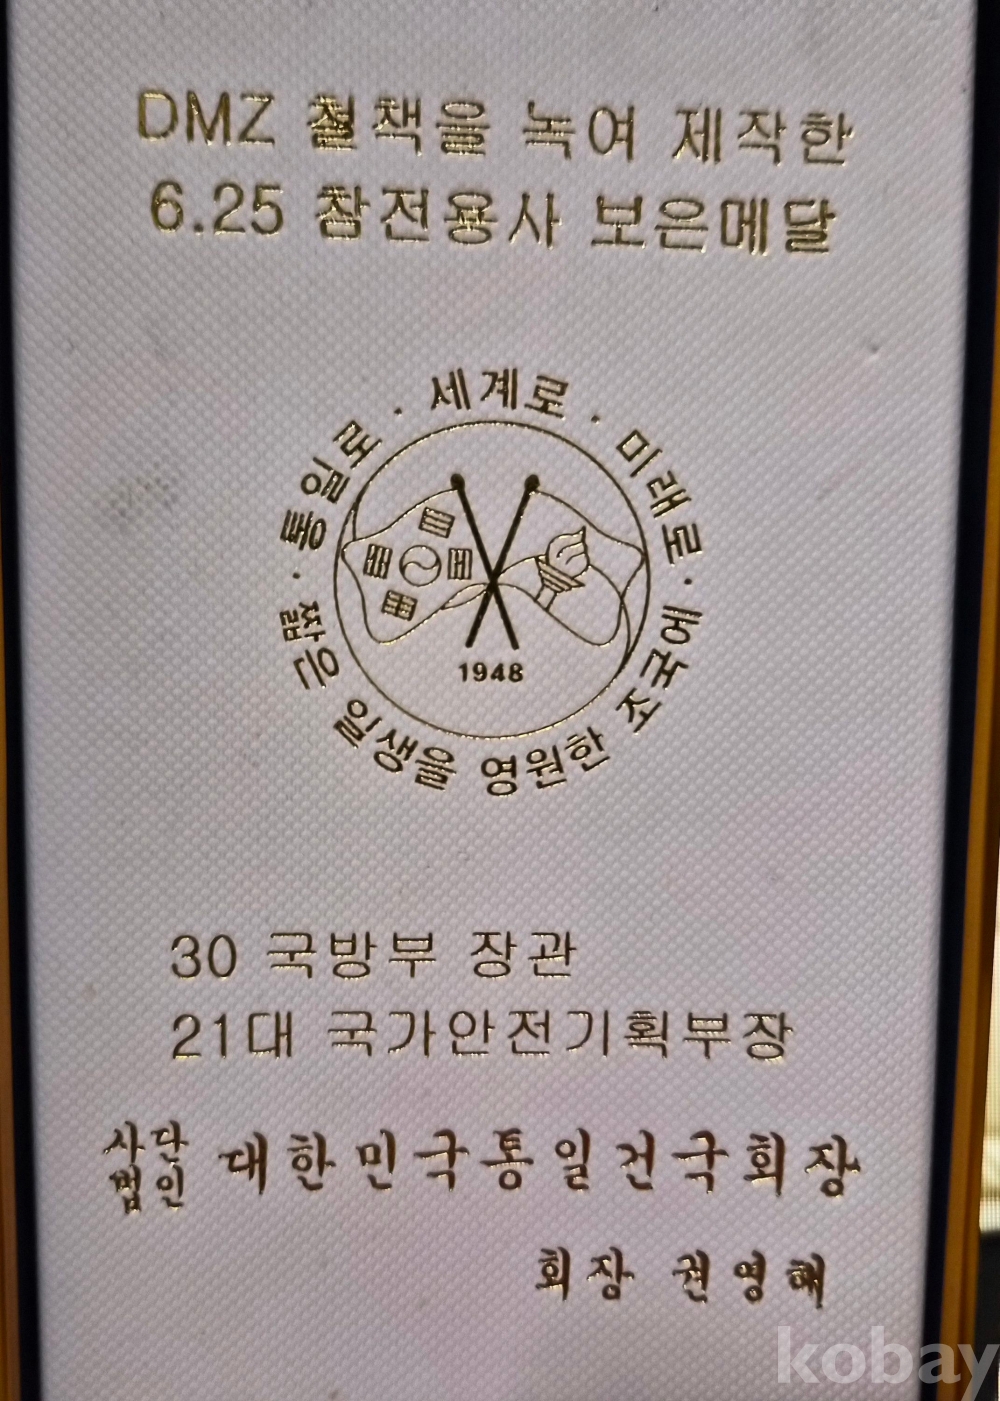 DMZ 철책을 녹여 제작한
6.25 참전용사 보은메달
통일로 · 세계로 · 미래로 ·
짧은 일생을 영원한 조국에 ·
1948
30 국방부 장관
21대 국가안전기획부장
사단
법인 대한민국통일건국회장
회장 권영해
kobay